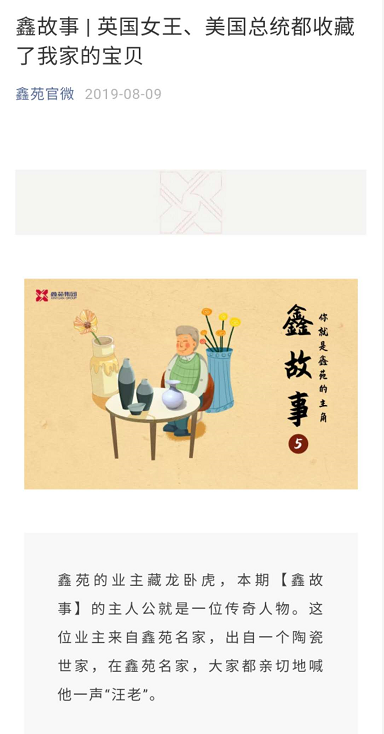 鑫故事 | 英国女王、美国总统都收藏
了我家的宝贝
鑫苑官微 2019-08-09
鑫苑集团
鑫故事
你就是鑫苑的主角
5
鑫苑的业主藏龙卧虎，本期【鑫故
事】的主人公就是一位传奇人物。这
位业主来自鑫苑名家，出自一个陶瓷
世家，在鑫苑名家，大家都亲切地喊
他一声“汪老”。